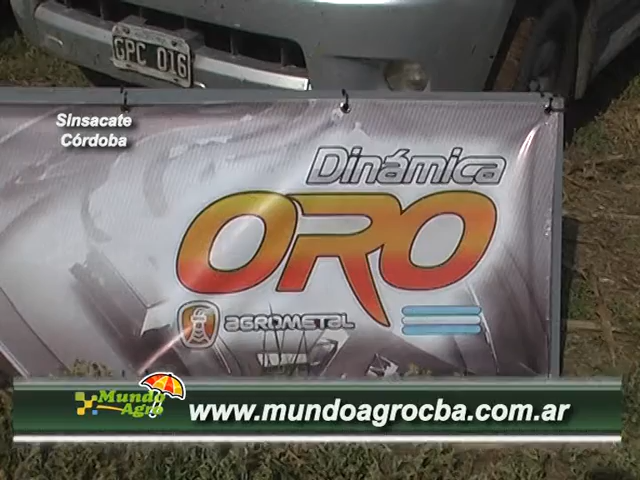 GPC 016
Sinsacate
Córdoba
Dinámica
ORO
AGROMETAL
Mundo
Agro
www.mundoagrocba.com.ar